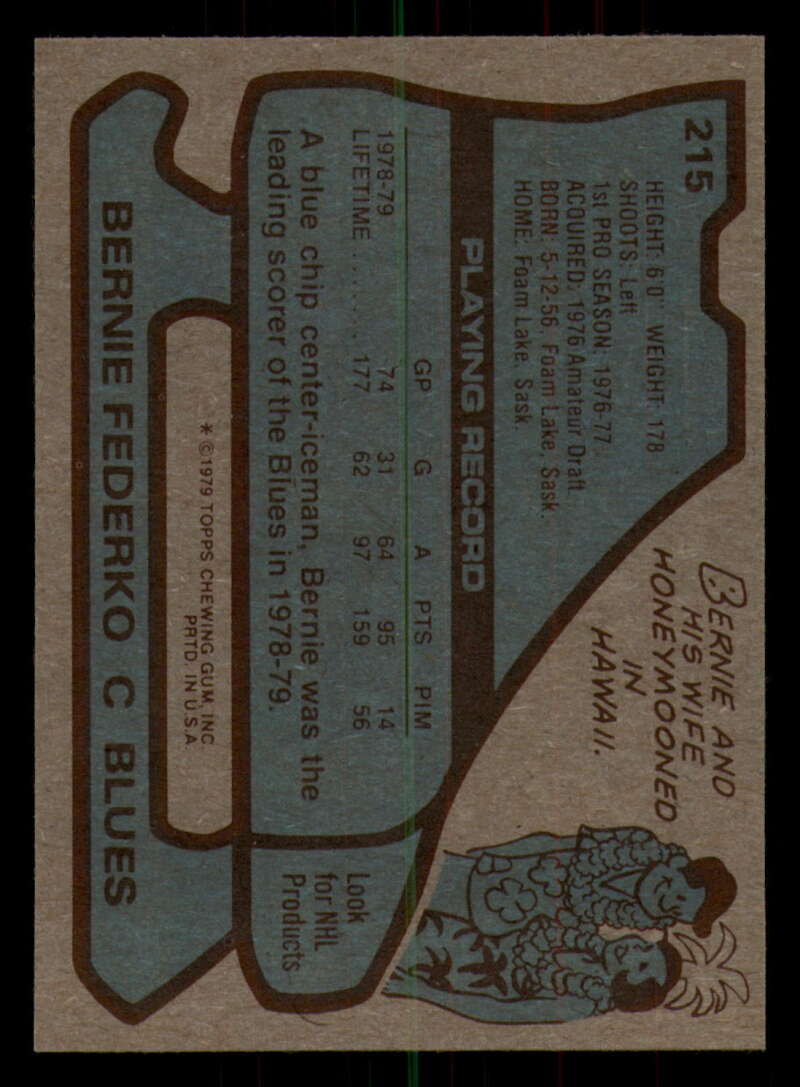 215
HEIGHT: 6'0" WEIGHT: 178
SHOOTS: Left
1st PRO SEASON: 1976-77
ACQUIRED: 1976 Amateur Draft.
BORN: 5-12-56, Foam Lake, Sask.
HOME: Foam Lake, Sask.
BERNIE AND
HIS WIFE
HONEYMOONED
IN
HAWAII.
PLAYING RECORD
GP G A PTS PIM
1978-79 74 31 64 95 14
LIFETIME ........ 177 62 97 159 56
A blue chip center-iceman, Bernie was the
leading scorer of the Blues in 1978-79.
Look
for NHL
Products
* ©1979 TOPPS CHEWING GUM, INC
PRTD. IN U.S.A.
BERNIE FEDERKO C BLUES